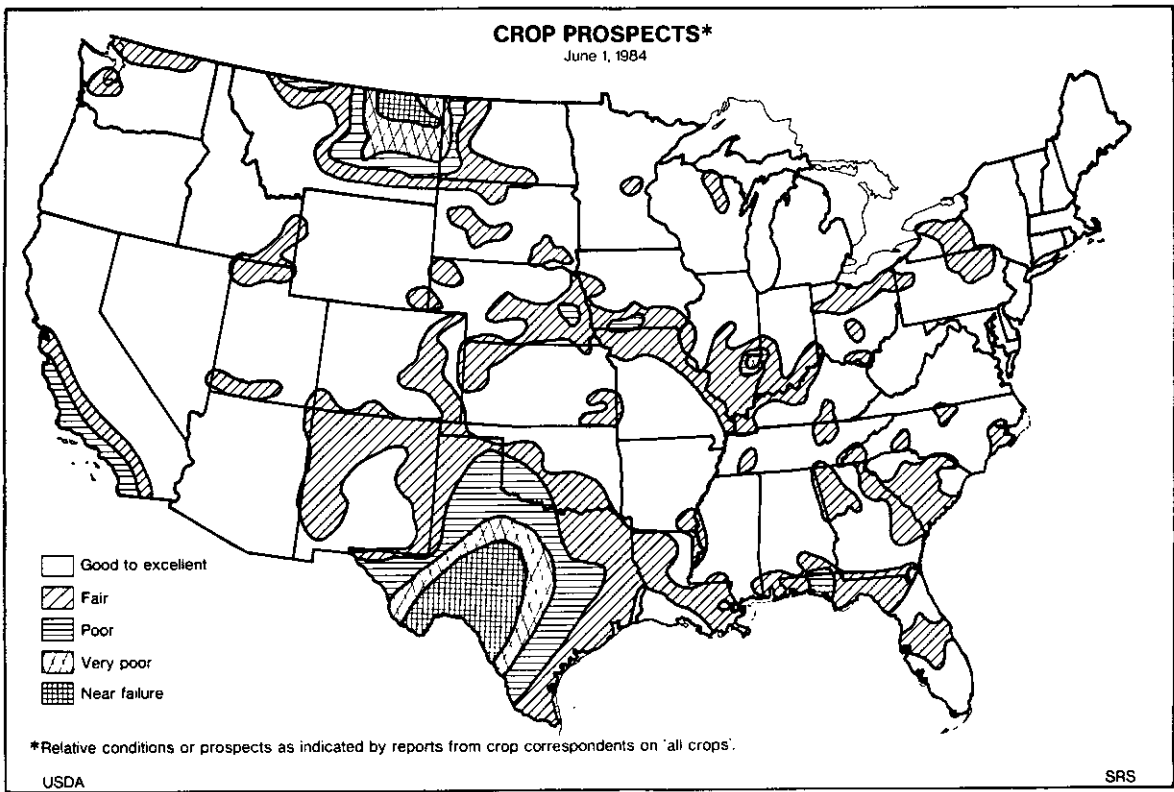 CROP PROSPECTS*
June 1, 1984
Good to excellent
Fair
Poor
Very poor
Near failure
*Relative conditions or prospects as indicated by reports from crop correspondents on 'all crops'.
USDA
SRS